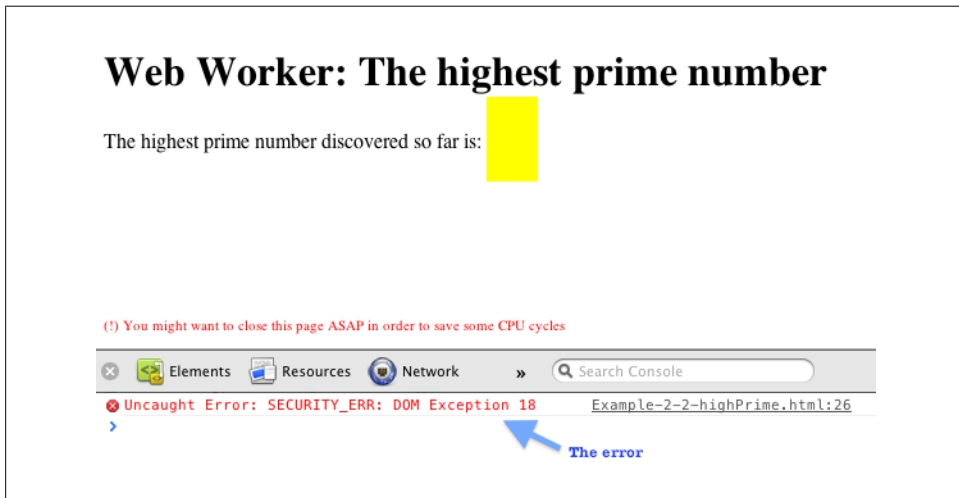 Web Worker: The highest prime number
The highest prime number discovered so far is:
(!) You might want to close this page ASAP in order to save some CPU cycles
Elements Resources Network » Search Console
Uncaught Error: SECURITY_ERR: DOM Exception 18 Example-2-2-highPrime.html:26
>
The error